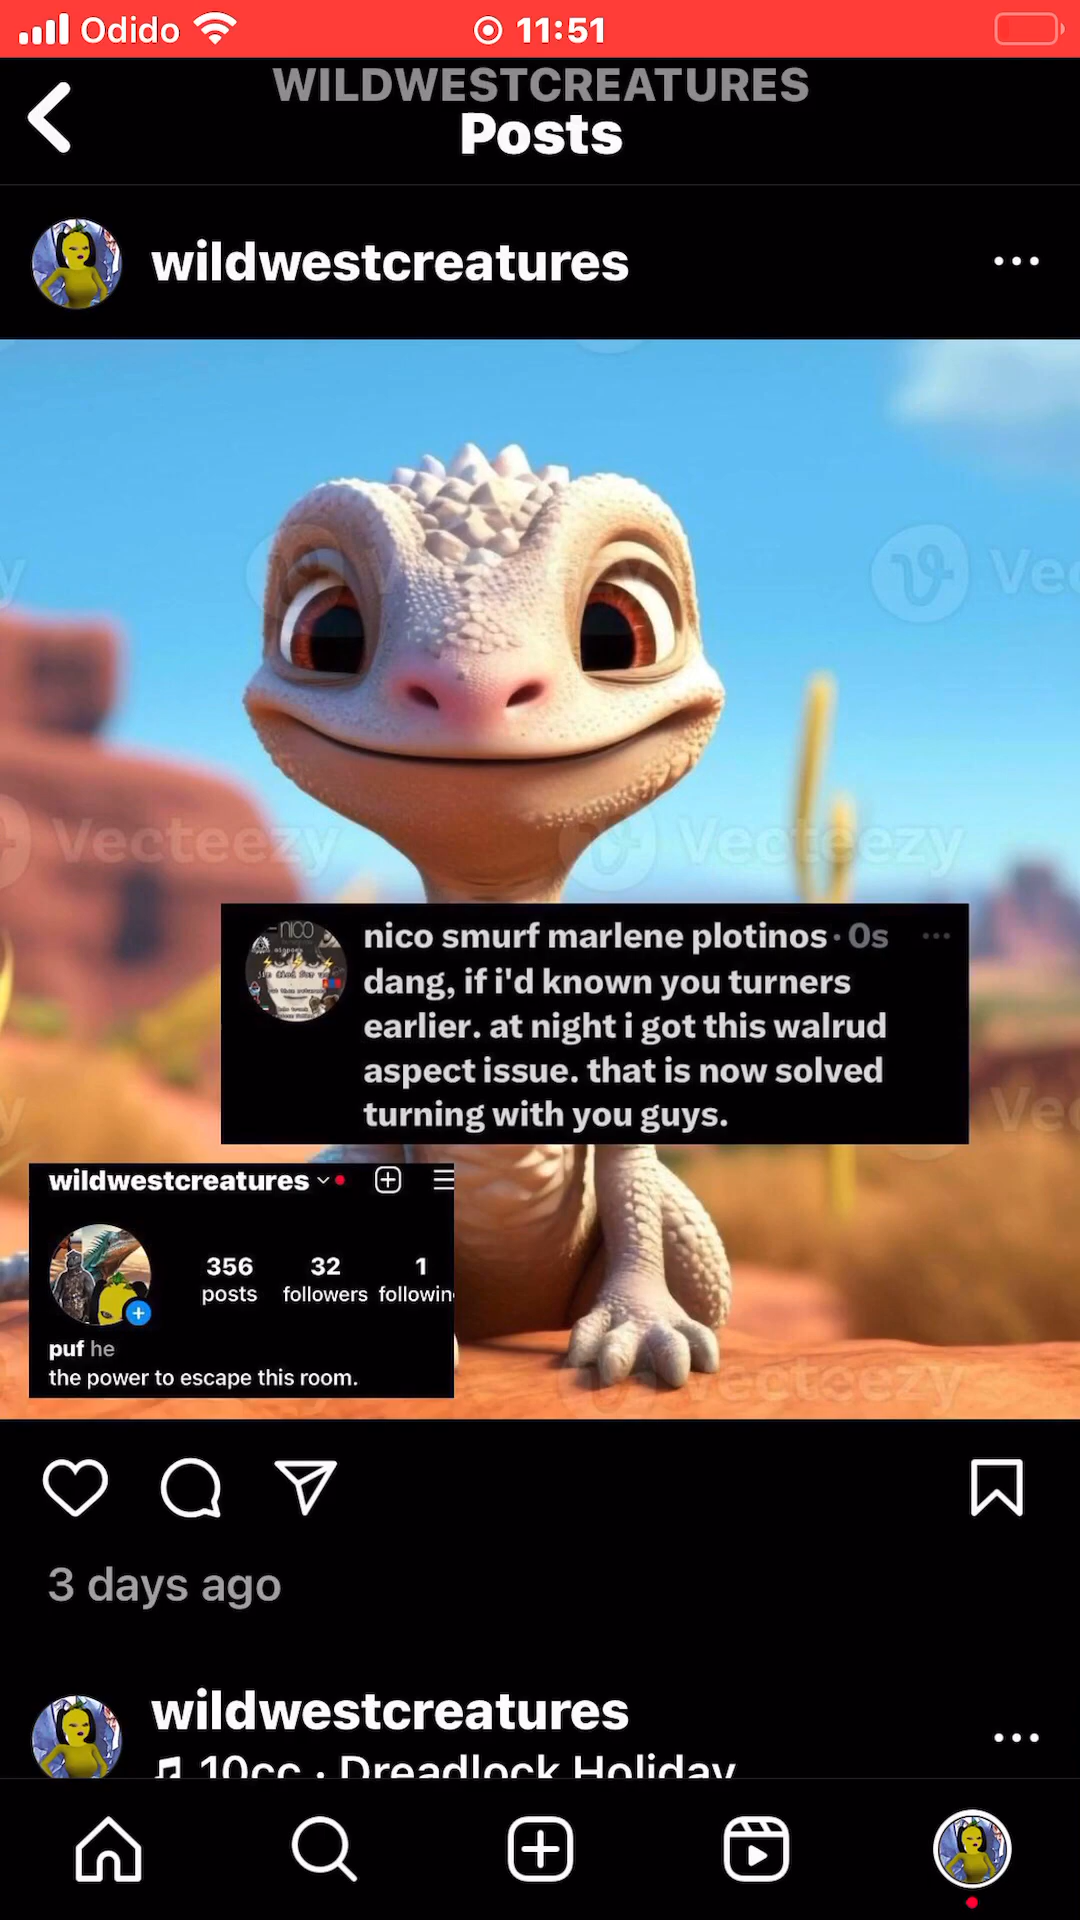 Odido 11:51
WILDWESTCREATURES
Posts
wildwestcreatures
Vecteezy Vecteezy
nico smurf marlene plotinos · 0s
dang, if i'd known you turners
earlier. at night i got this walrud
aspect issue. that is now solved
turning with you guys.
wildwestcreatures
356 32 1
posts followers followin
puf he
the power to escape this room.
3 days ago
wildwestcreatures
10cc · Dreadlock Holiday